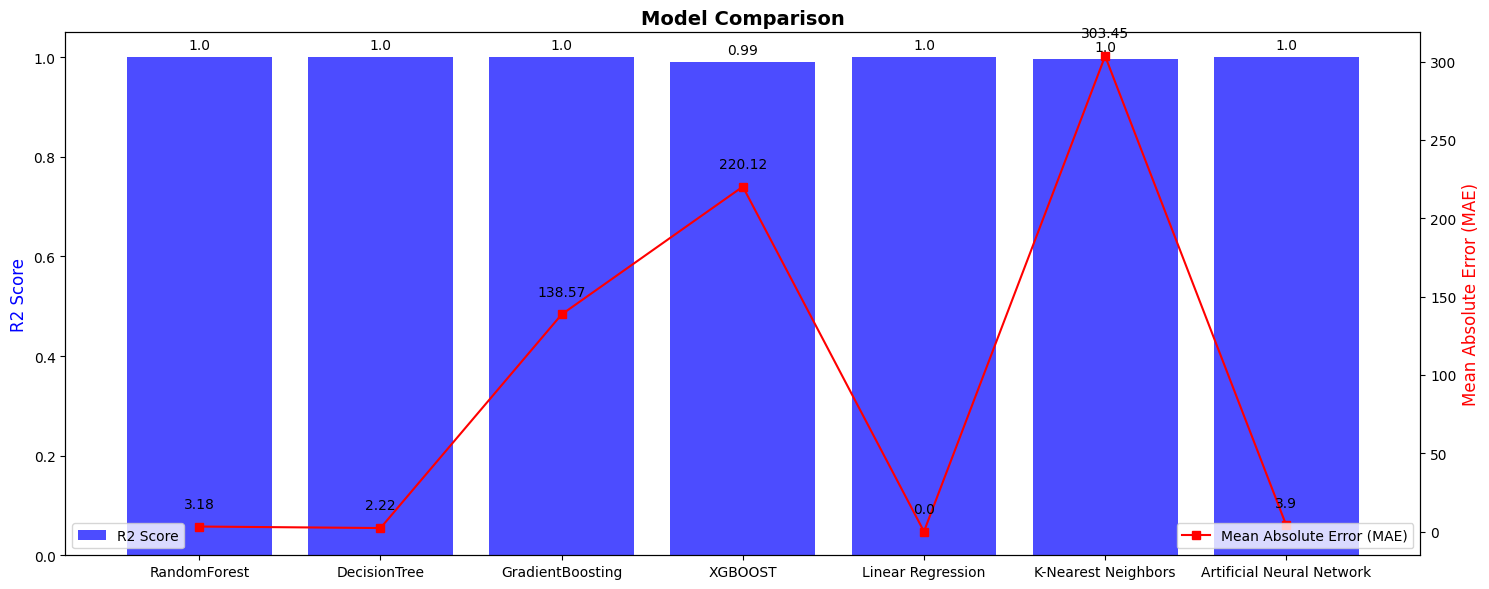 Model Comparison
R2 Score
1.0
0.8
0.6
0.4
0.2
0.0
1.0
1.0
1.0
0.99
1.0
303.45
1.0
1.0
3.18
2.22
138.57
220.12
0.0
3.9
300
250
200
150
100
50
0
Mean Absolute Error (MAE)
R2 Score
Mean Absolute Error (MAE)
RandomForest
DecisionTree
GradientBoosting
XGBOOST
Linear Regression
K-Nearest Neighbors
Artificial Neural Network